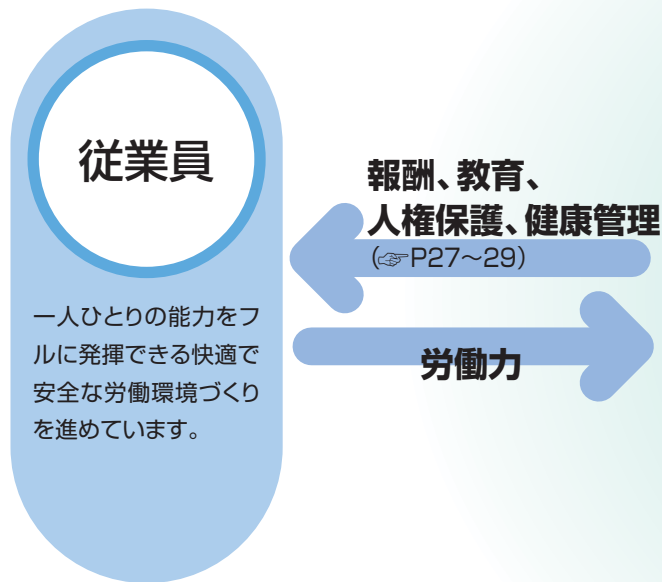 従業員
一人ひとりの能力をフ
ルに発揮できる快適で
安全な労働環境づくり
を進めています。
報酬、教育、
人権保護、健康管理
(☞P27〜29)
労働力